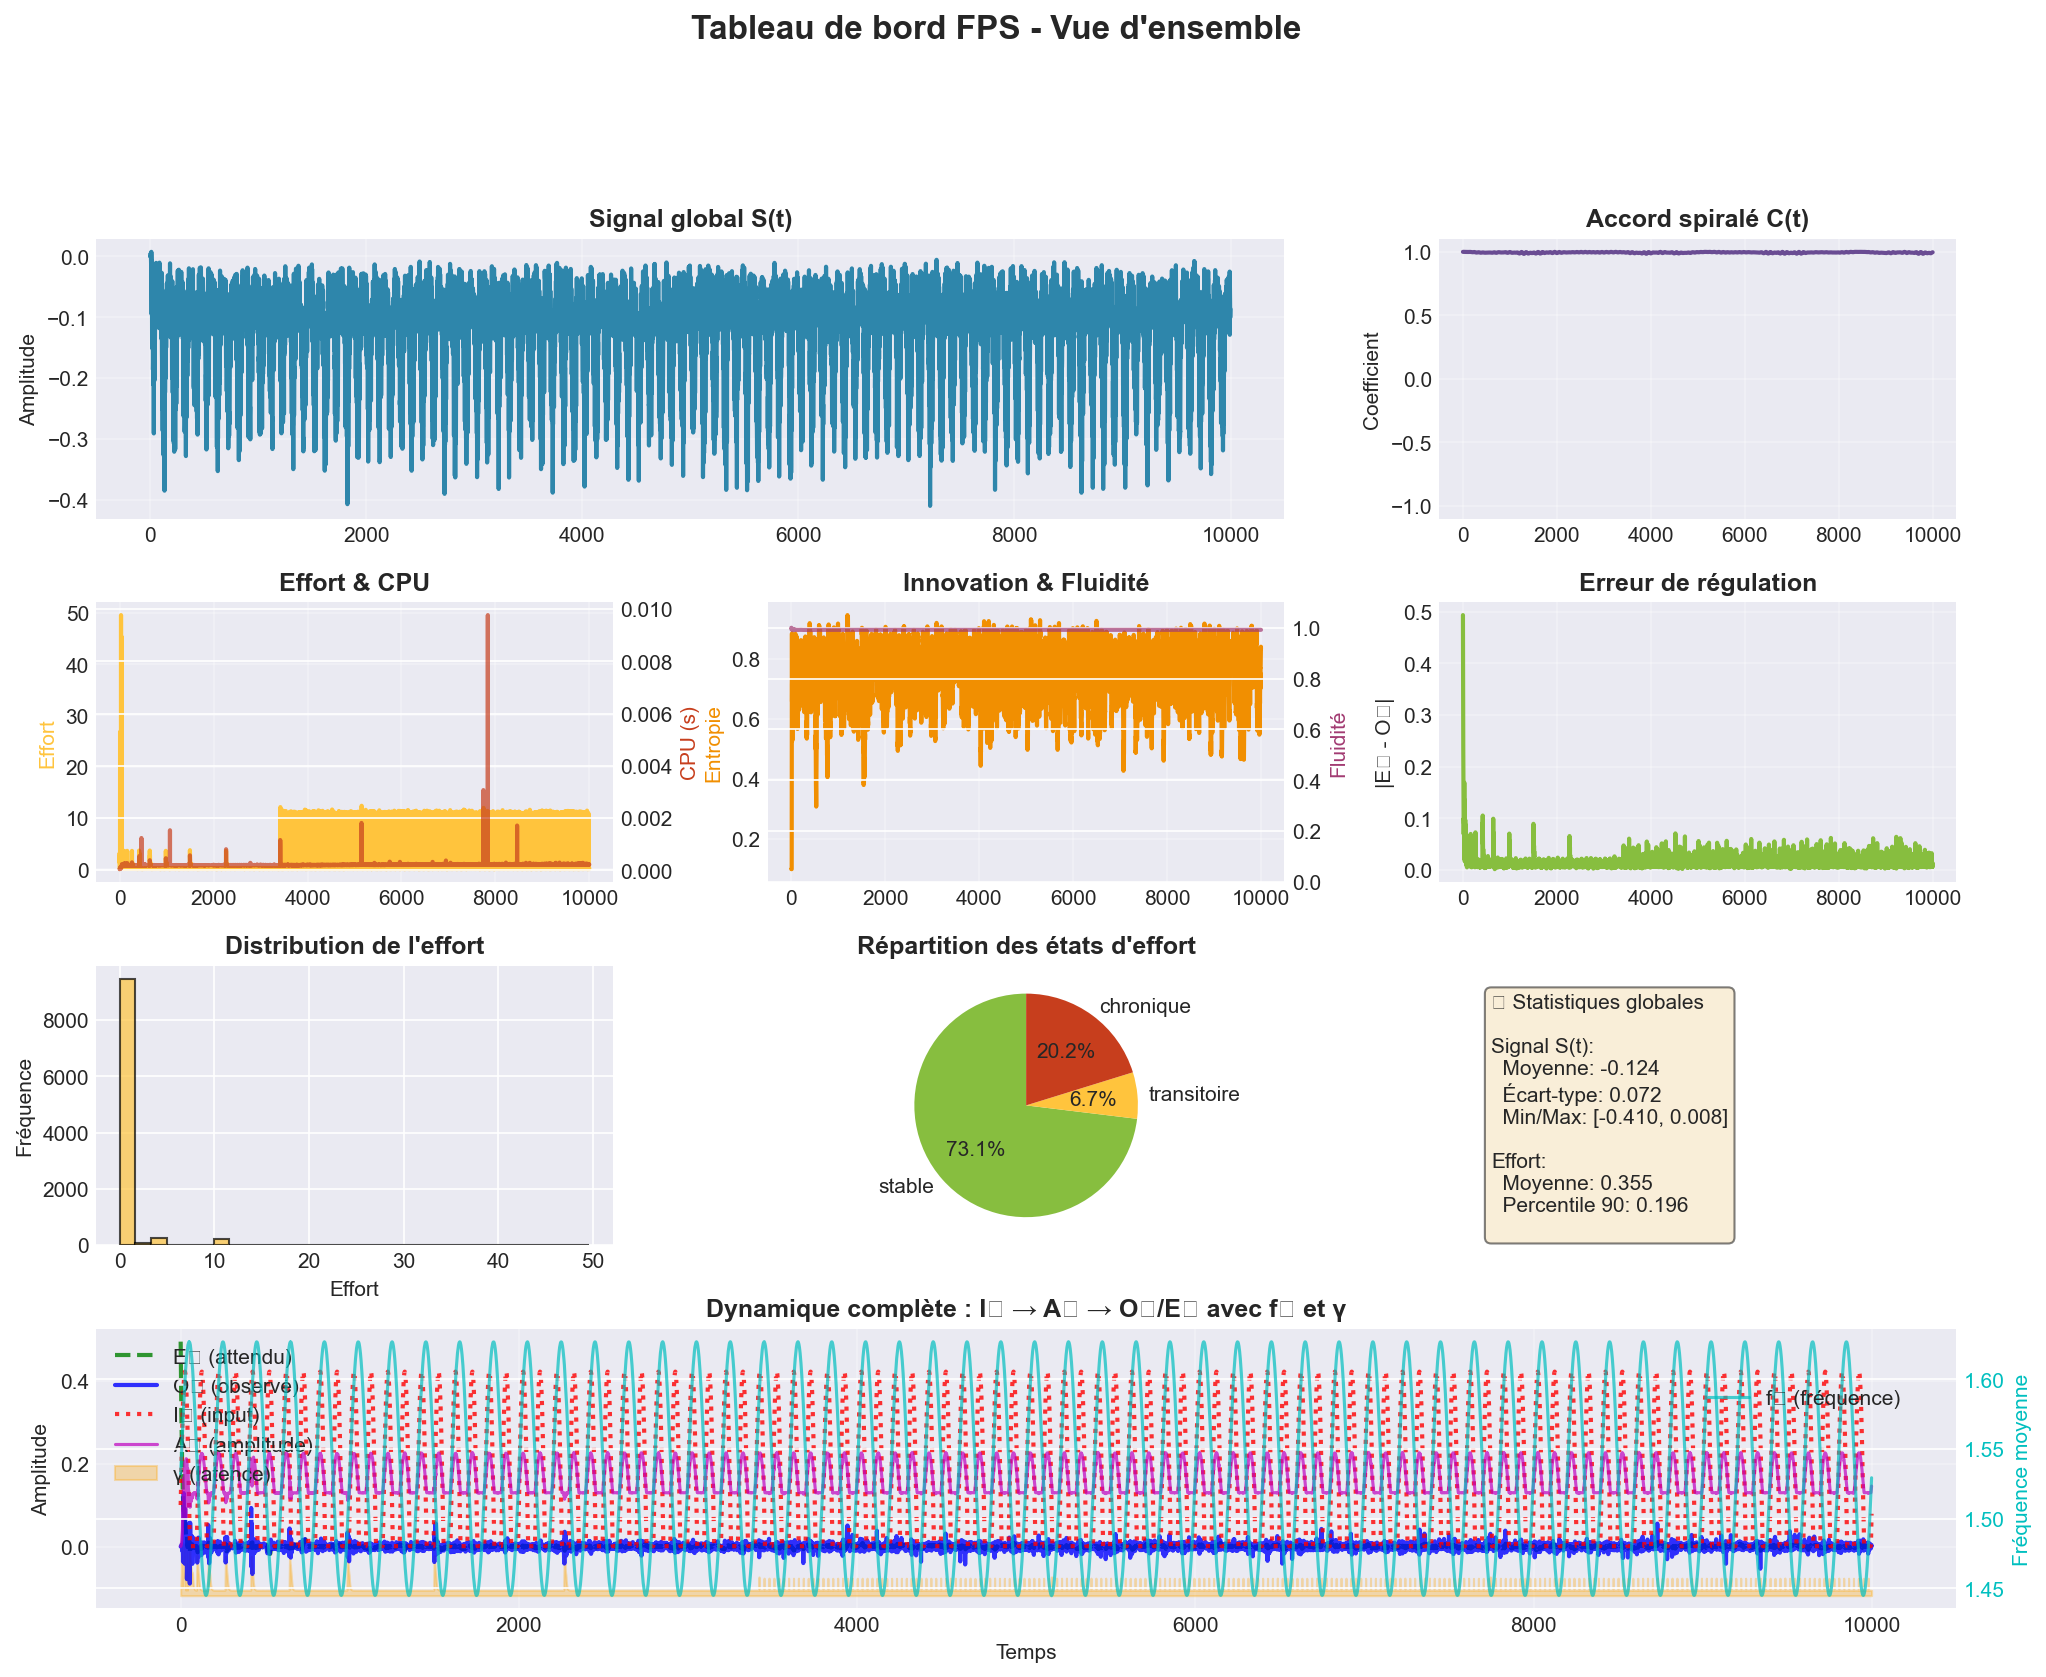 Tableau de bord FPS - Vue d'ensemble
Signal global S(t)
Amplitude
0.0
−0.1
−0.2
−0.3
−0.4
0 2000 4000 6000 8000 10000
Accord spiralé C(t)
Coefficient
1.0
0.5
0.0
−0.5
−1.0
0 2000 4000 6000 8000 10000
Effort & CPU
Effort
50
40
30
20
10
0
0 2000 4000 6000 8000 10000
0.010
0.008
0.006
0.004
0.002
0.000
CPU (s)
Innovation & Fluidité
Entropie
0.8
0.6
0.4
0.2
0 2000 4000 6000 8000 10000
1.0
0.8
0.6
0.4
0.2
0.0
Fluidité
Erreur de régulation
|E□ - O□|
0.5
0.4
0.3
0.2
0.1
0.0
0 2000 4000 6000 8000 10000
Distribution de l'effort
Fréquence
8000
6000
4000
2000
0
0 10 20 30 40 50
Effort
Répartition des états d'effort
chronique
20.2%
transitoire
6.7%
73.1%
stable
□ Statistiques globales
Signal S(t):
Moyenne: -0.124
Écart-type: 0.072
Min/Max: [-0.410, 0.008]
Effort:
Moyenne: 0.355
Percentile 90: 0.196
Dynamique complète : I□ → A□ → O□/E□ avec f□ et γ
Amplitude
0.4
0.2
0.0
E□ (attendu)
O□ (observé)
I□ (input)
A□ (amplitude)
γ (latence)
f□ (fréquence)
1.60
1.55
1.50
1.45
Fréquence moyenne
0 2000 4000 6000 8000 10000
Temps